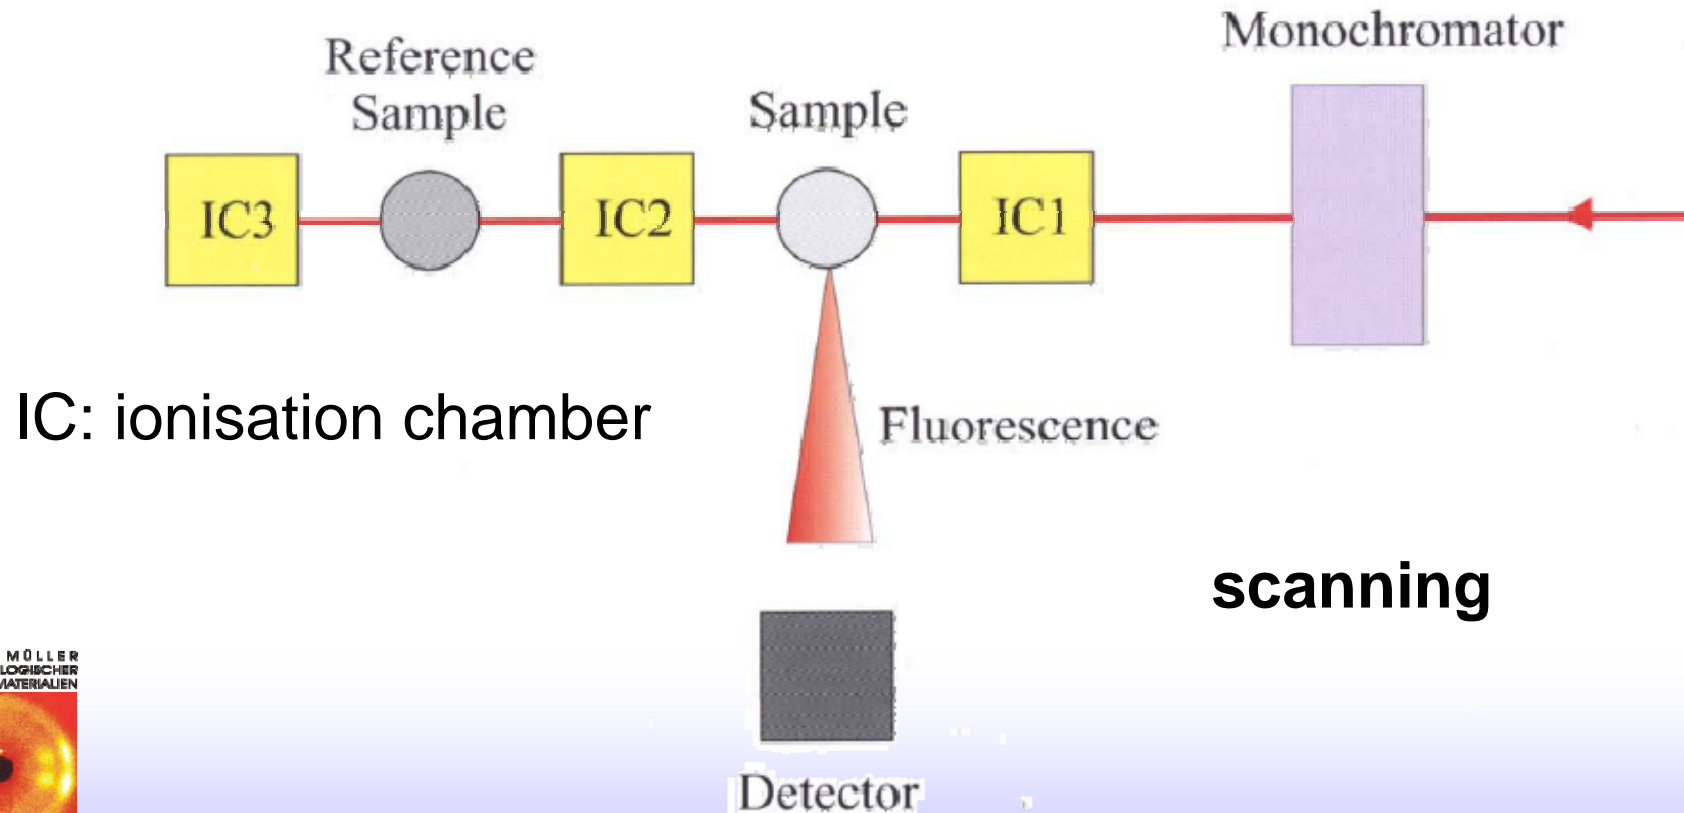 Monochromator
Reference
Sample
Sample
IC3
IC2
IC1
IC: ionisation chamber
Fluorescence
scanning
MÜLLER
LOGISCHER
MATERIALIEN
Detector